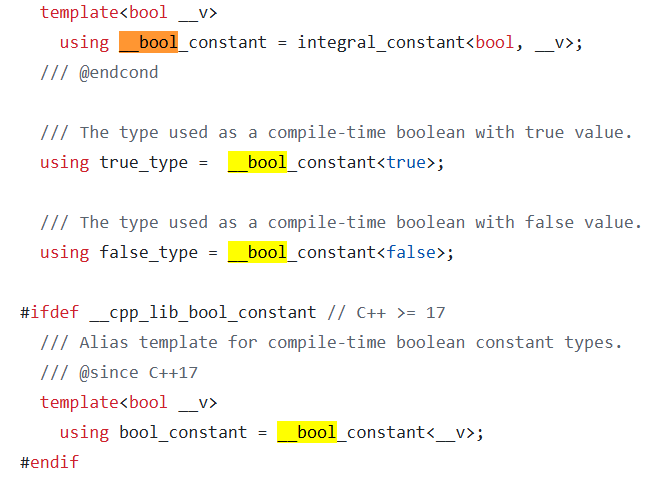 template<bool __v>
using __bool_constant = integral_constant<bool, __v>;
/// @endcond
/// The type used as a compile-time boolean with true value.
using true_type =  __bool_constant<true>;
/// The type used as a compile-time boolean with false value.
using false_type = __bool_constant<false>;
#ifdef __cpp_lib_bool_constant // C++ >= 17
/// Alias template for compile-time boolean constant types.
/// @since C++17
template<bool __v>
using bool_constant = __bool_constant<__v>;
#endif